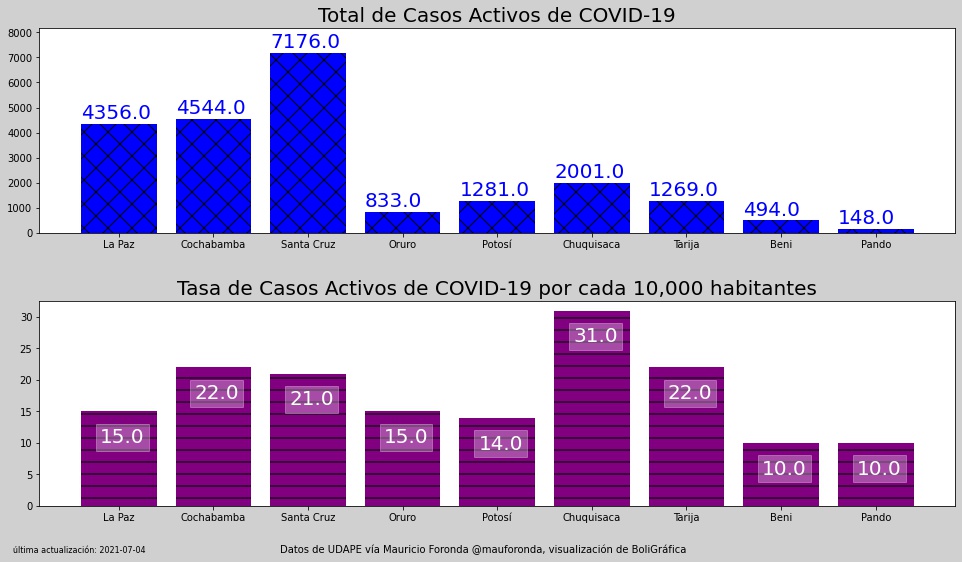 Total de Casos Activos de COVID-19
8000
7000
6000
5000
4000
3000
2000
1000
0
4356.0 4544.0 7176.0 833.0 1281.0 2001.0 1269.0 494.0 148.0
La Paz Cochabamba Santa Cruz Oruro Potosí Chuquisaca Tarija Beni Pando
Tasa de Casos Activos de COVID-19 por cada 10,000 habitantes
30
25
20
15
10
5
0
15.0 22.0 21.0 15.0 14.0 31.0 22.0 10.0 10.0
La Paz Cochabamba Santa Cruz Oruro Potosí Chuquisaca Tarija Beni Pando
última actualización: 2021-07-04
Datos de UDAPE vía Mauricio Foronda @mauforonda, visualización de BoliGráfica